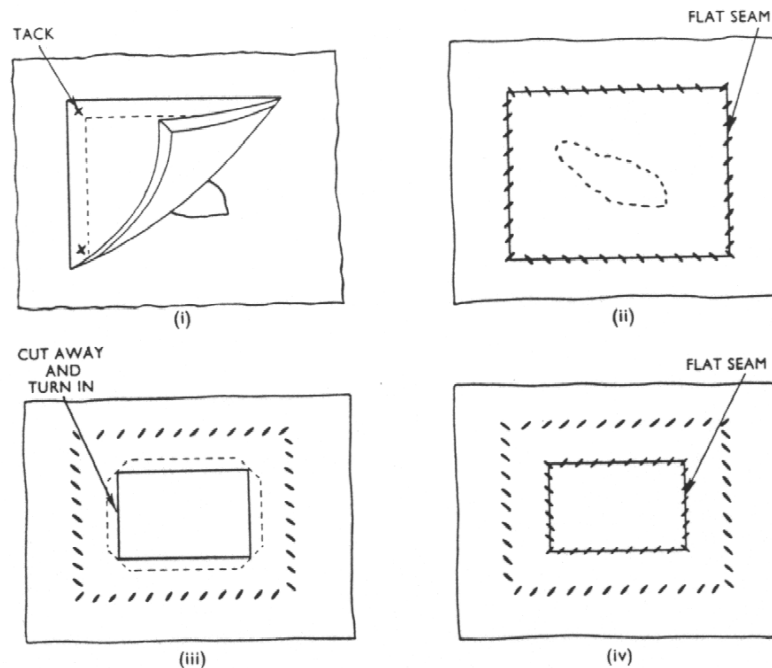 TACK
(i)
FLAT SEAM
(ii)
CUT AWAY
AND
TURN IN
(iii)
FLAT SEAM
(iv)